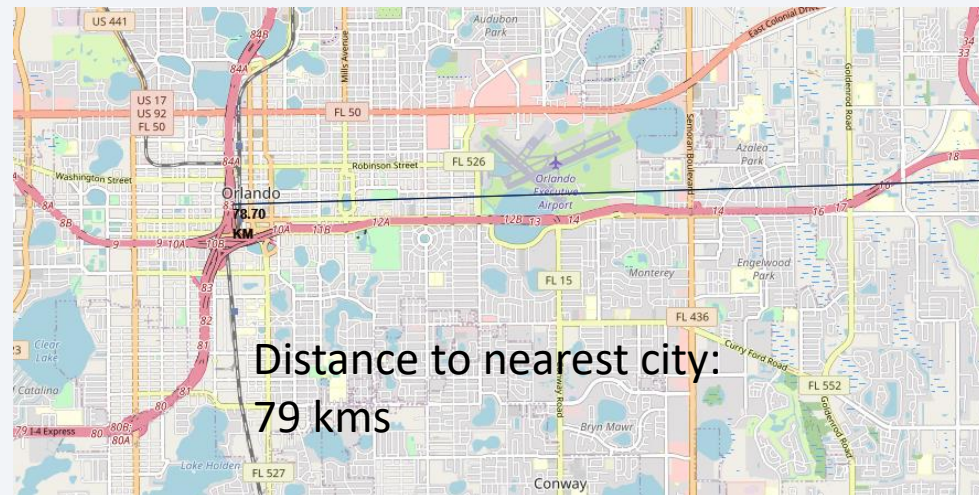 US 441
84B
Audubon
Park
East Colonial Drive
34
33
84A
Mills Avenue
US 17
US 92
FL 50
FL 50
Semoran Boulevard
Goldenrod Road
84A
Robinson Street
FL 526
Azalea
Park
Washington Street
Orlando
Executive
Airport
18
Orlando
8A
78.70
KM
8B
9
9
10A
10B
10A
11B
12A
12B
13
14
14
16
17
83
Monterey
Engelwood
Park
FL 15
82
FL 436
Clear
Lake
81
Curry Ford Road
Distance to nearest city:
79 kms
Catalina
81
80
FL 552
Goldenrod Road
79
I-4 Express
80
80B
80A
Bryn Mawr
Lake Holden
FL 527
Conway